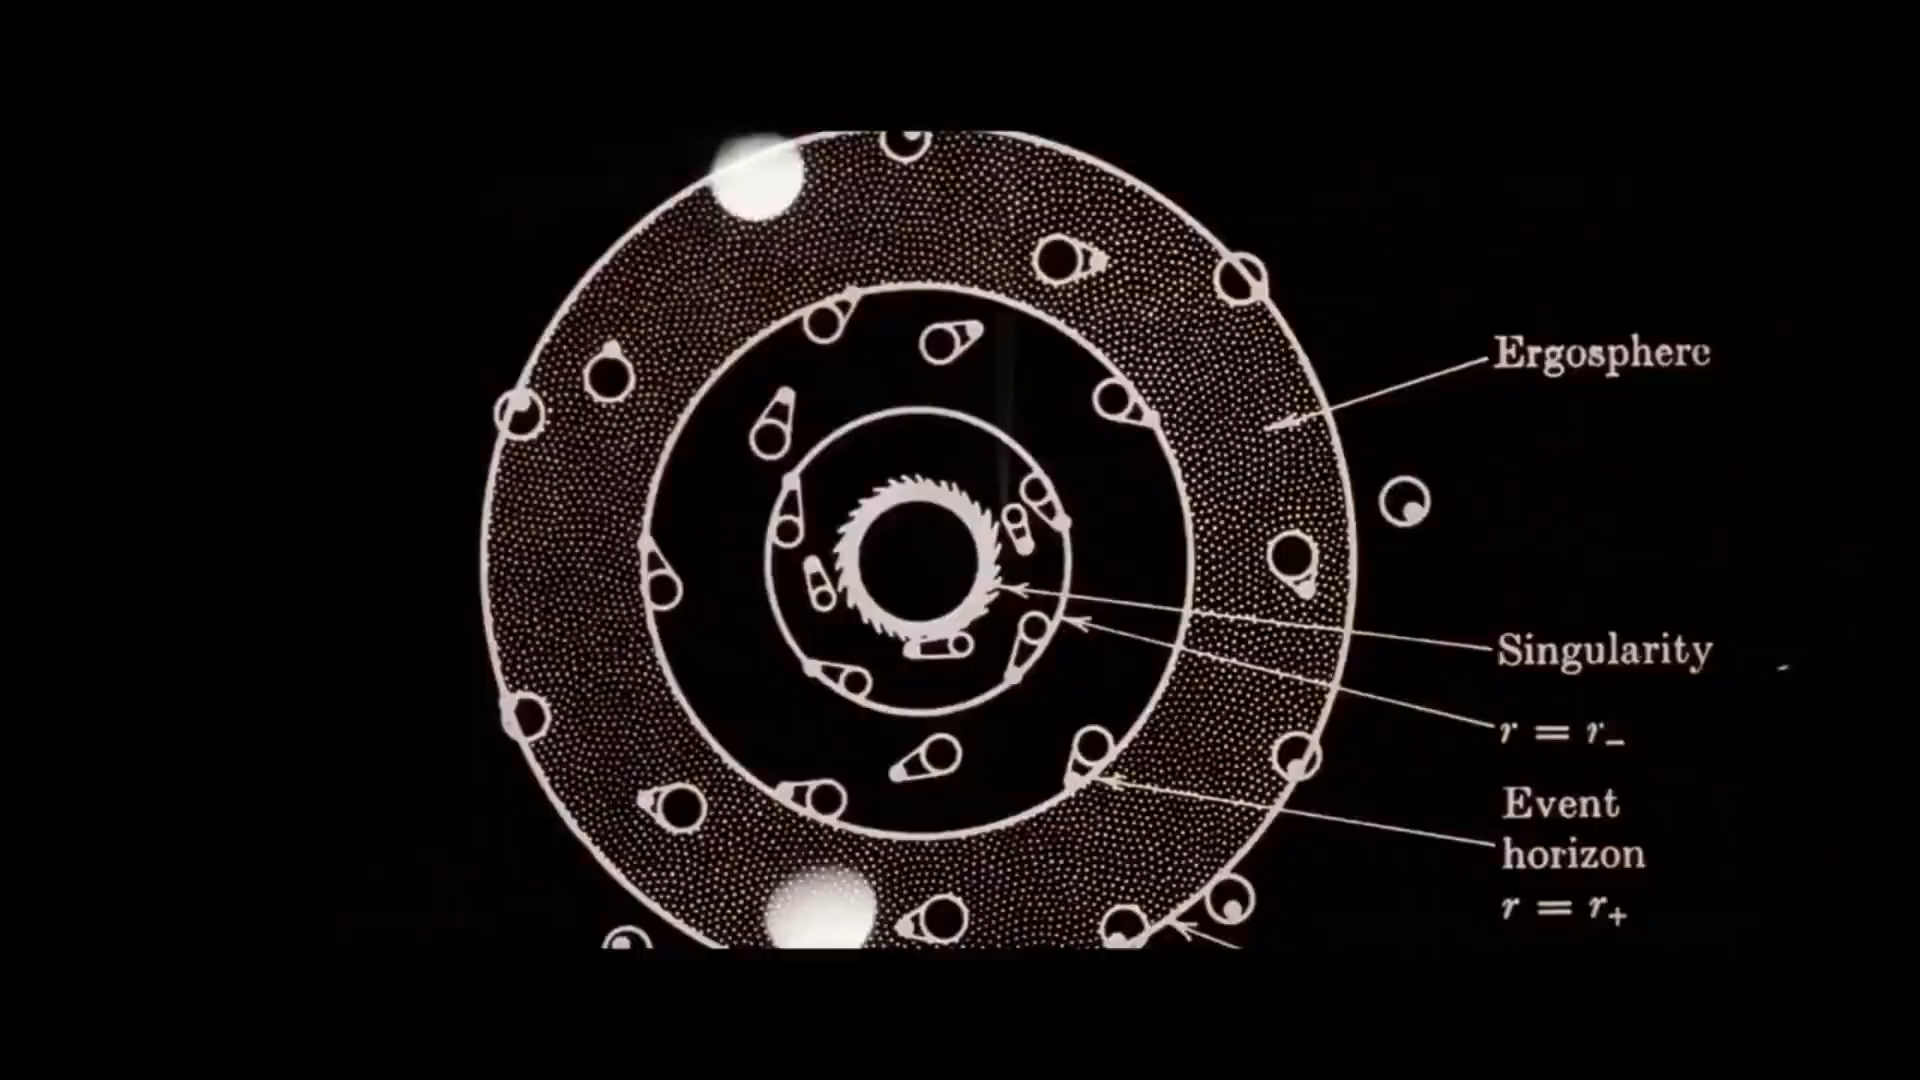 Ergosphere
Singularity
r = r₋
Event
horizon
r = r₊